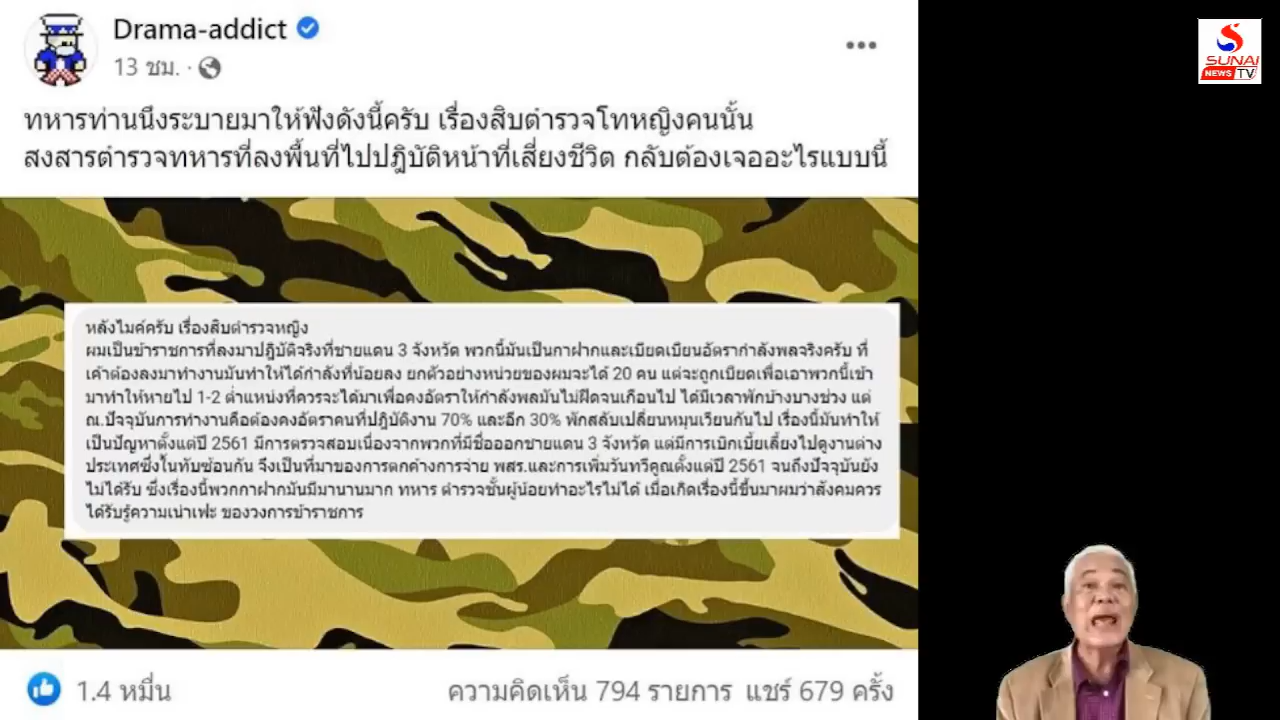 Drama-addict
13 ชม. ·
ทหารท่านนึงระบายมาให้ฟังดังนี้ครับ เรื่องสิบตำรวจโทหญิงคนนั้น
สงสารตำรวจทหารที่ลงพื้นที่ไปปฎิบัติหน้าที่เสี่ยงชีวิต กลับต้องเจออะไรแบบนี้
หลังไมค์ครับ เรื่องสิบตำรวจหญิง
ผมเป็นข้าราชการที่ลงมาปฎิบัติจริงที่ชายแดน 3 จังหวัด พวกนี้มันเป็นกาฝากและเบียดเบียนอัตรากำลังพลจริงครับ ที่
เค้าต้องลงมาทำงานมันทำให้ได้กำลังที่น้อยลง ยกตัวอย่างหน่วยของผมจะได้ 20 คน แต่จะถูกเบียดเพื่อเอาพวกนี้เข้า
มาทำให้หายไป 1-2 ตำแหน่งที่ควรจะได้มาเพื่อคงอัตราให้กำลังพลมันไม่ฝืดจนเกือนไป ได้มีเวลาพักบ้างบางช่วง แต่
ณ.ปัจจุบันการทำงานคือต้องคงอัตราคนที่ปฎิบัติงาน 70% และอีก 30% พักสลับเปลี่ยนหมุนเวียนกันไป เรื่องนี้มันทำให้
เป็นปัญหาตั้งแต่ปี 2561 มีการตรวจสอบเนื่องจากพวกที่มีชื่อออกชายแดน 3 จังหวัด แต่มีการเบิกเบี้ยเลี้ยงไปดูงานต่าง
ประเทศซึ่งในทับซ้อนกัน จึงเป็นที่มาของการตกค้างการจ่าย พสร.และการเพิ่มวันทวีคูณตั้งแต่ปี 2561 จนถึงปัจจุบันยัง
ไม่ได้รับ ซึ่งเรื่องนี้พวกกาฝากมันมีมานานมาก ทหาร ตำรวจชั้นผู้น้อยทำอะไรไม่ได้ เมื่อเกิดเรื่องนี้ขึ้นมาผมว่าสังคมควร
ได้รับรู้ความเน่าเฟะ ของวงการข้าราชการ
1.4 หมื่น
ความคิดเห็น 794 รายการ แชร์ 679 ครั้ง
SUNAI
NEWS TV